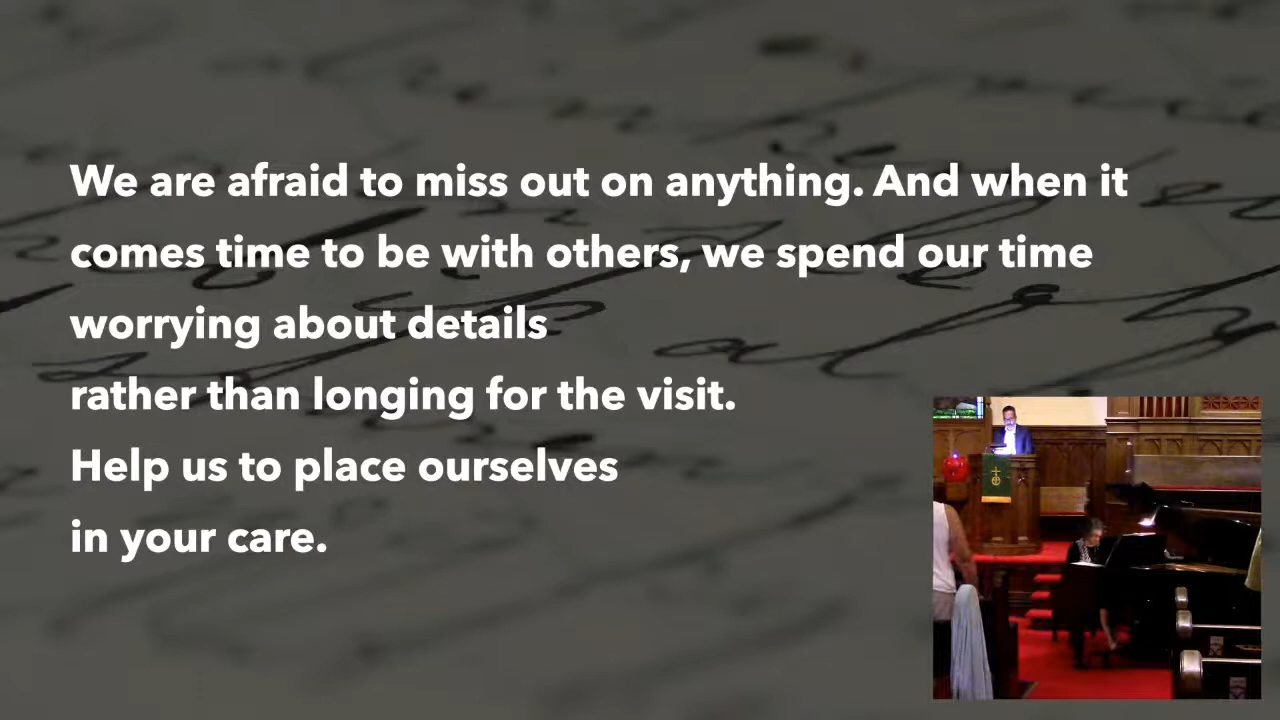 We are afraid to miss out on anything. And when it
comes time to be with others, we spend our time
worrying about details
rather than longing for the visit.
Help us to place ourselves
in your care.